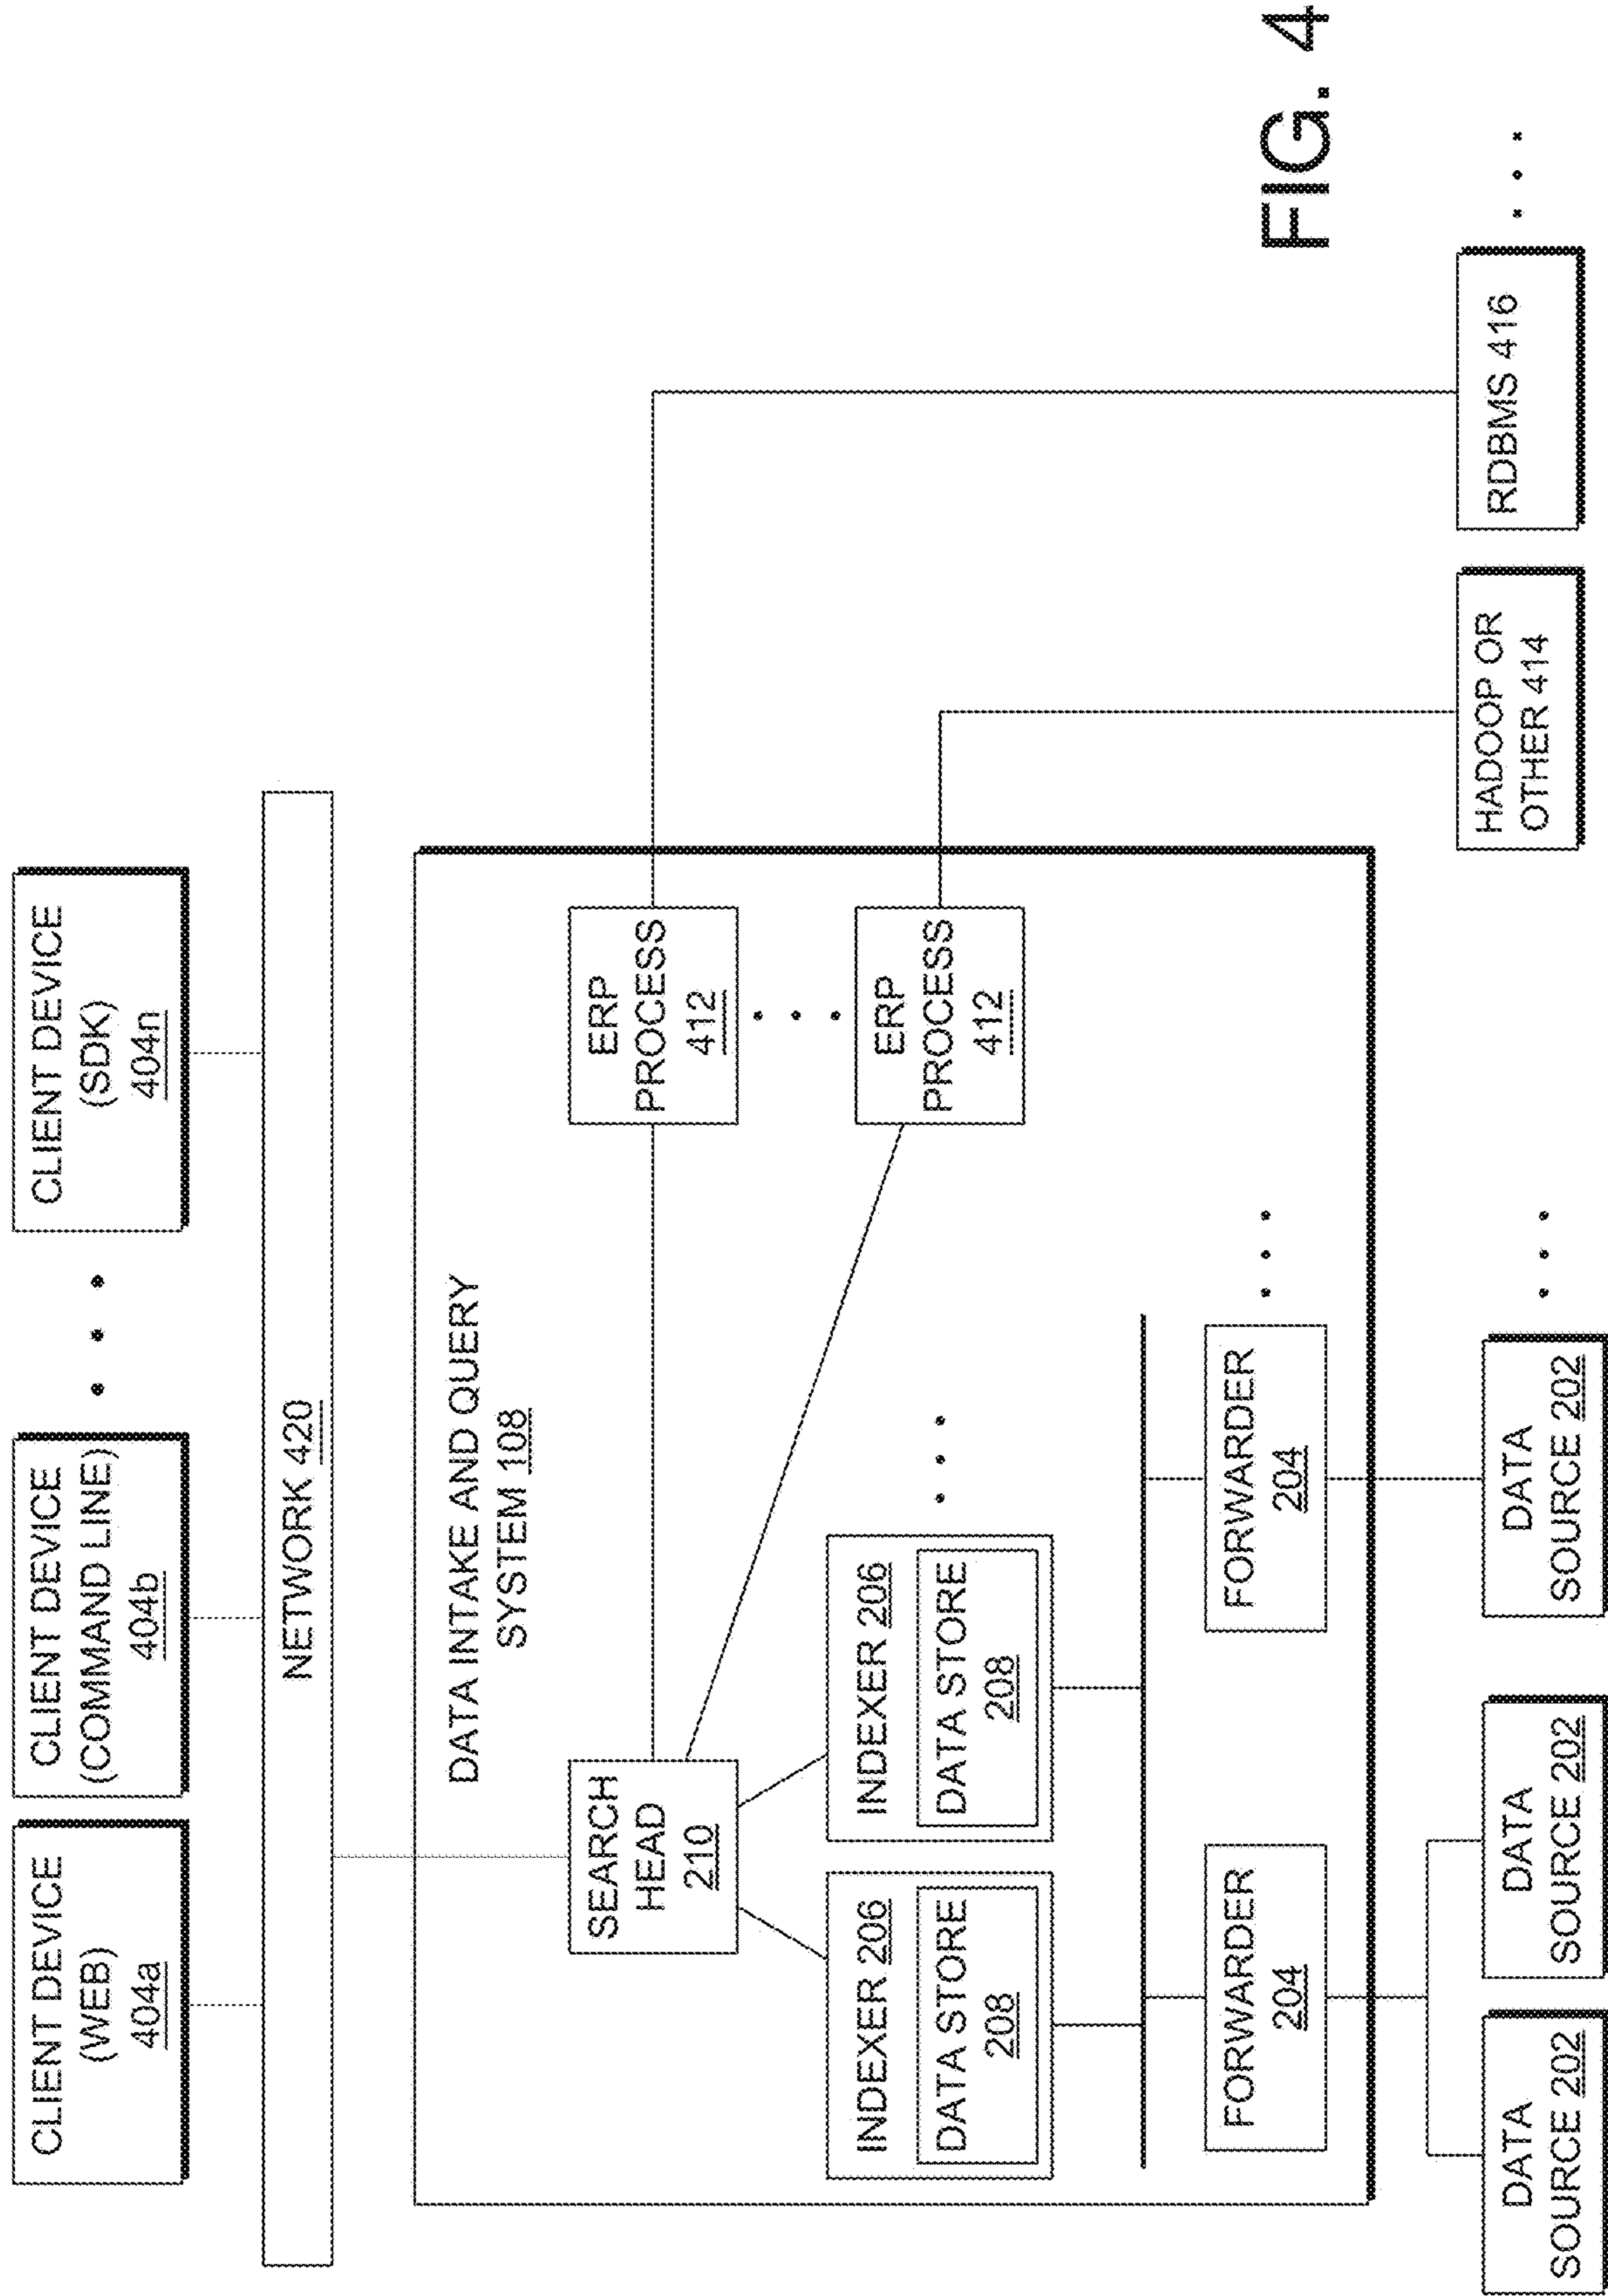 CLIENT DEVICE
(WEB)
404a
CLIENT DEVICE
(COMMAND LINE)
404b
CLIENT DEVICE
(SDK)
404n
NETWORK 420
DATA INTAKE AND QUERY
SYSTEM 108
SEARCH
HEAD
210
ERP
PROCESS
412
ERP
PROCESS
412
INDEXER 206
DATA STORE
208
INDEXER 206
DATA STORE
208
FORWARDER
204
FORWARDER
204
DATA
SOURCE 202
DATA
SOURCE 202
DATA
SOURCE 202
HADOOP OR
OTHER 414
RDBMS 416
FIG. 4